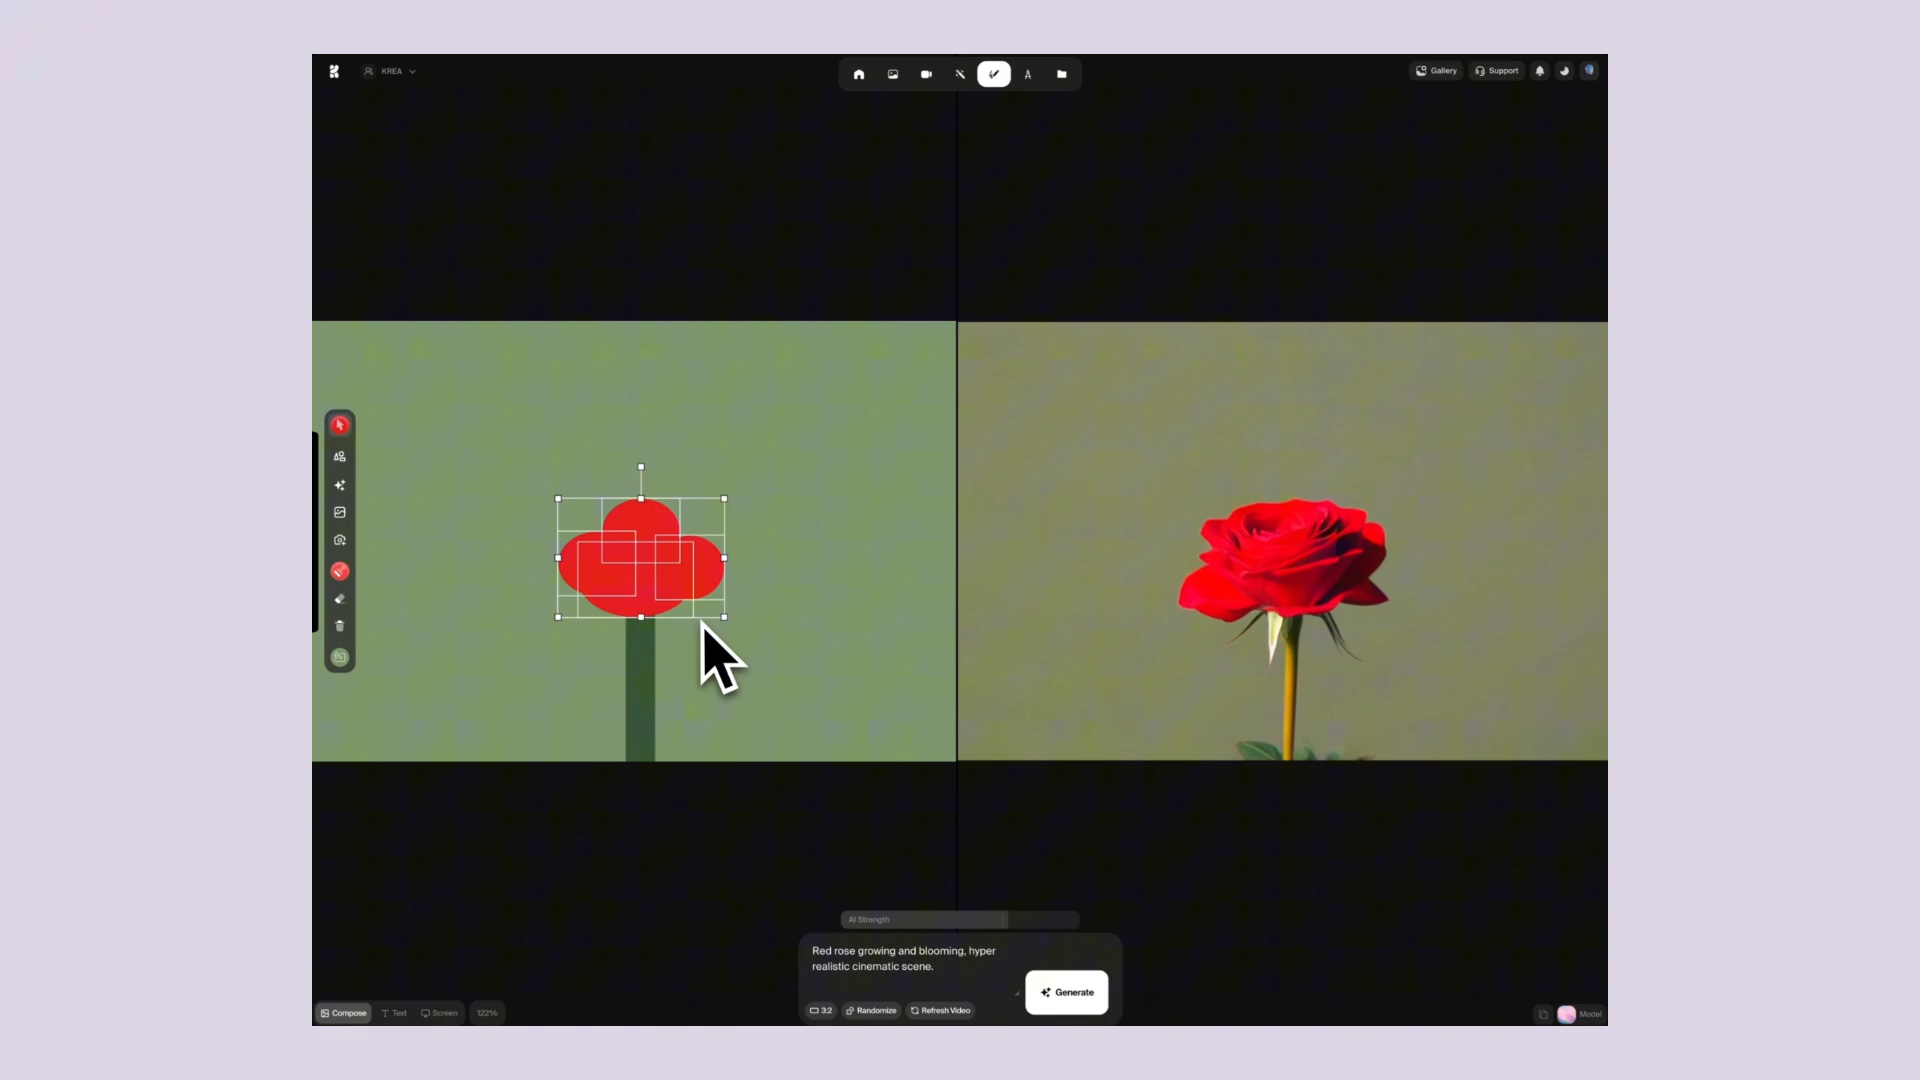 KREA
Gallery
Support
AI Strength
Red rose growing and blooming, hyper
realistic cinematic scene.
Generate
3:2
Randomize
Refresh Video
Compose
Text
Screen
122%
Model